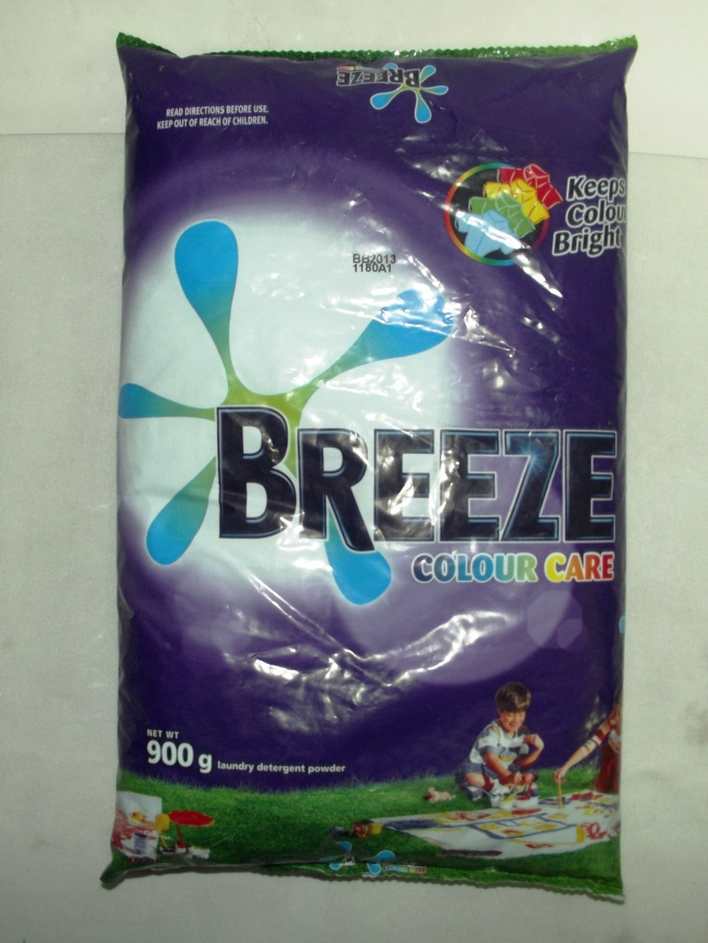 BREEZE
READ DIRECTIONS BEFORE USE.
KEEP OUT OF REACH OF CHILDREN.
Keeps
Colou
Bright
BH2013
1180A1
BREEZE
COLOUR CARE
NET WT
900 g laundry detergent powder